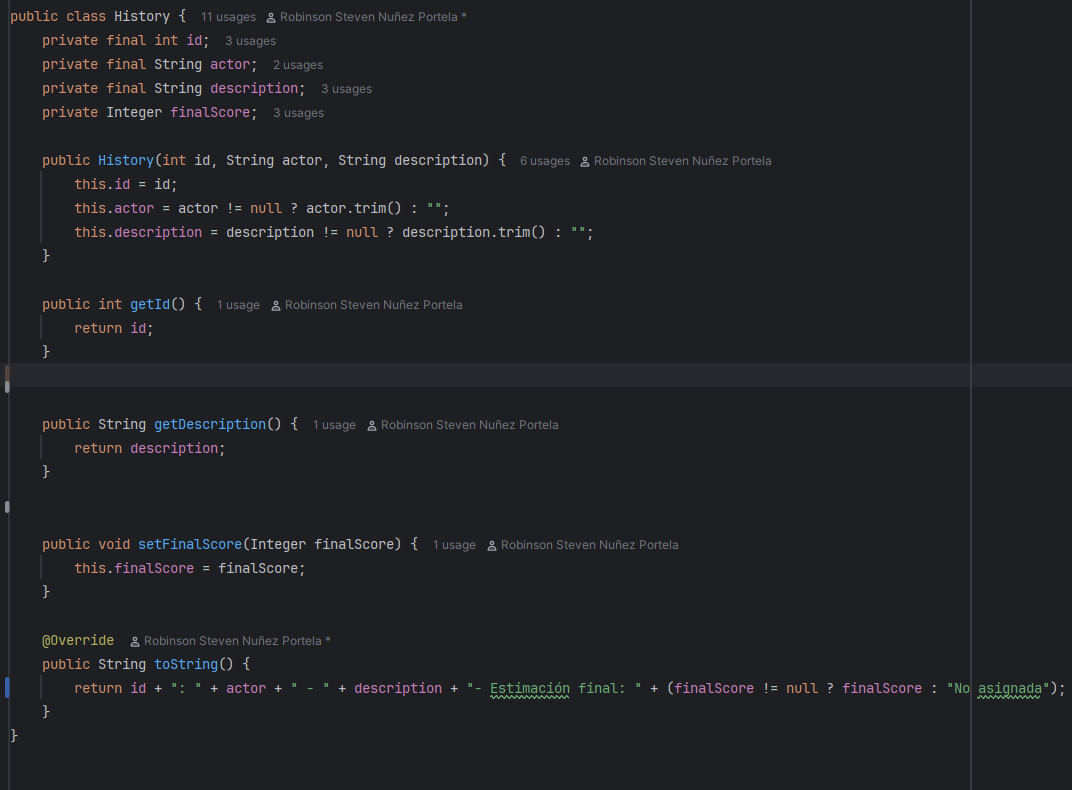 public class History {  11 usages  Robinson Steven Nuñez Portela *
    private final int id;  3 usages
    private final String actor;  2 usages
    private final String description;  3 usages
    private Integer finalScore;  3 usages

    public History(int id, String actor, String description) {  6 usages  Robinson Steven Nuñez Portela
        this.id = id;
        this.actor = actor != null ? actor.trim() : "";
        this.description = description != null ? description.trim() : "";
    }

    public int getId() {  1 usage  Robinson Steven Nuñez Portela
        return id;
    }

    public String getDescription() {  1 usage  Robinson Steven Nuñez Portela
        return description;
    }

    public void setFinalScore(Integer finalScore) {  1 usage  Robinson Steven Nuñez Portela
        this.finalScore = finalScore;
    }

    @Override  Robinson Steven Nuñez Portela *
    public String toString() {
        return id + ": " + actor + " - " + description + "- Estimación final: " + (finalScore != null ? finalScore : "No asignada");
    }
}